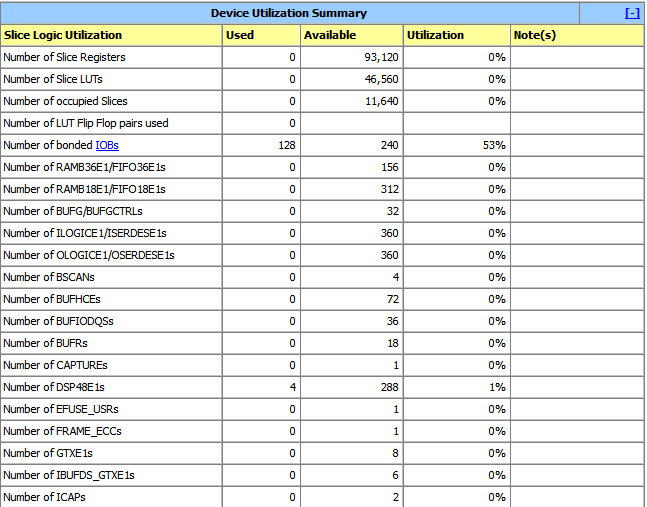 Device Utilization Summary [-]
Slice Logic Utilization Used Available Utilization Note(s)
Number of Slice Registers 0 93,120 0%
Number of Slice LUTs 0 46,560 0%
Number of occupied Slices 0 11,640 0%
Number of LUT Flip Flop pairs used 0
Number of bonded IOBs 128 240 53%
Number of RAMB36E1/FIFO36E1s 0 156 0%
Number of RAMB18E1/FIFO18E1s 0 312 0%
Number of BUFG/BUFGCTRLs 0 32 0%
Number of ILOGICE1/ISERDESE1s 0 360 0%
Number of OLOGICE1/OSERDESE1s 0 360 0%
Number of BSCANs 0 4 0%
Number of BUFHCEs 0 72 0%
Number of BUFIODQSs 0 36 0%
Number of BUFRs 0 18 0%
Number of CAPTUREs 0 1 0%
Number of DSP48E1s 4 288 1%
Number of EFUSE_USRs 0 1 0%
Number of FRAME_ECCs 0 1 0%
Number of GTXE1s 0 8 0%
Number of IBUFDS_GTXE1s 0 6 0%
Number of ICAPs 0 2 0%